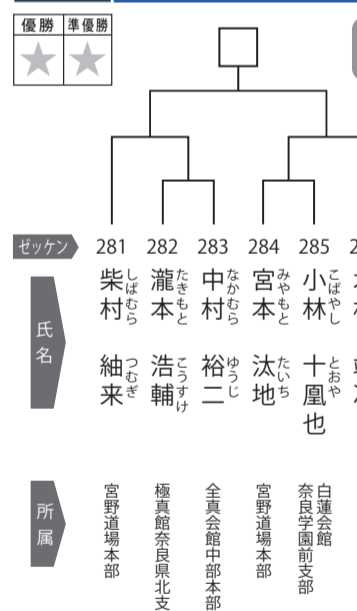 優勝 準優勝
★ ★
ゼッケン 281 282 283 284 285
氏名
柴村 紬来
しばむら つむぎ
瀧本 浩輔
たきもと こうすけ
中村 裕二
なかむら ゆうじ
宮本 汰地
みやもと たいち
小林 十凰也
こばやし とおや
所属
宮野道場本部
極真館奈良県北支
全真会館中部本部
宮野道場本部
白蓮会館
奈良学園前支部